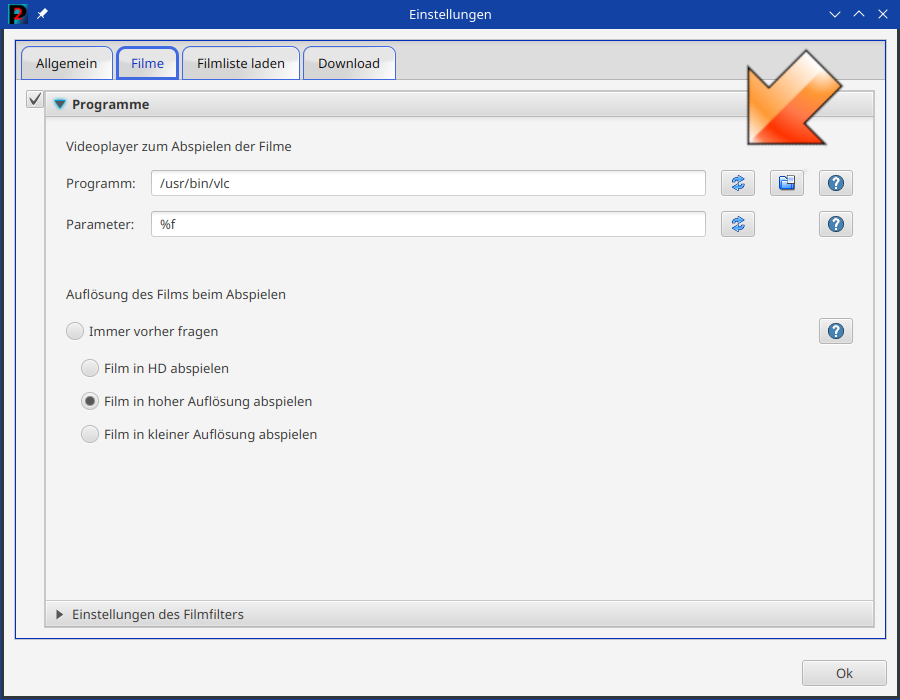 Einstellungen
Allgemein
Filme
Filmliste laden
Download
Programme
Videoplayer zum Abspielen der Filme
Programm: /usr/bin/vlc
Parameter: %f
Auflösung des Films beim Abspielen
Immer vorher fragen
Film in HD abspielen
Film in hoher Auflösung abspielen
Film in kleiner Auflösung abspielen
Einstellungen des Filmfilters
Ok